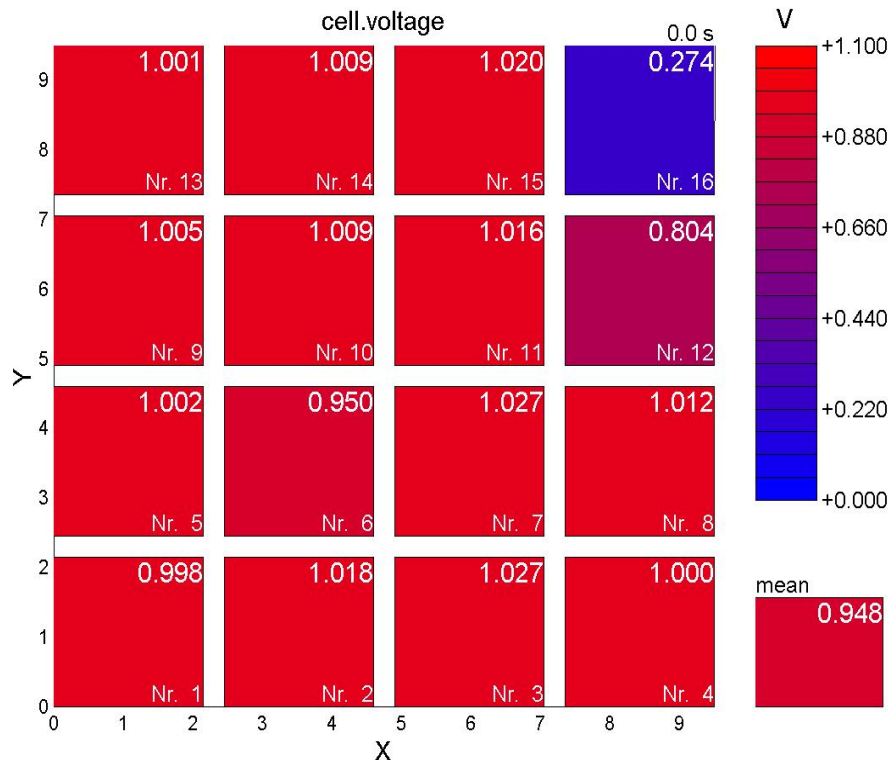 cell.voltage
0.0 s
V
9
1.001
1.009
1.020
0.274
+1.100
8
Nr. 13
Nr. 14
Nr. 15
Nr. 16
+0.880
7
1.005
1.009
1.016
0.804
+0.660
6
Nr. 9
Nr. 10
Nr. 11
Nr. 12
+0.440
5
Y
1.002
0.950
1.027
1.012
+0.220
4
3
Nr. 5
Nr. 6
Nr. 7
Nr. 8
+0.000
2
0.998
1.018
1.027
1.000
mean
0.948
1
Nr. 1
Nr. 2
Nr. 3
Nr. 4
0
0 1 2 3 4 5 6 7 8 9
X